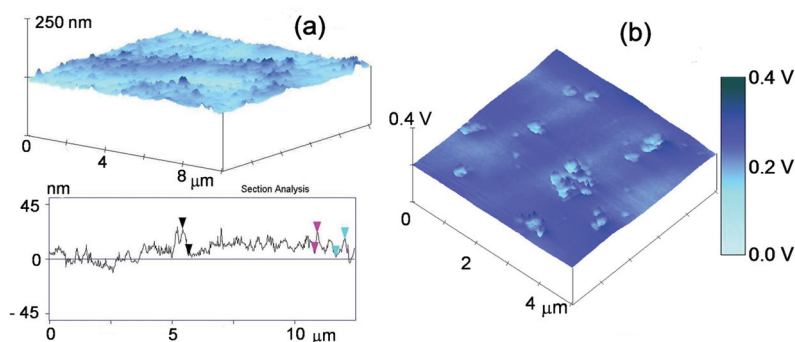 250 nm
(a)
0
4
8 μm
nm
Section Analysis
45
0
- 45
0
5
10
μm
(b)
0.4 V
0
2
4 μm
0.4 V
0.2 V
0.0 V